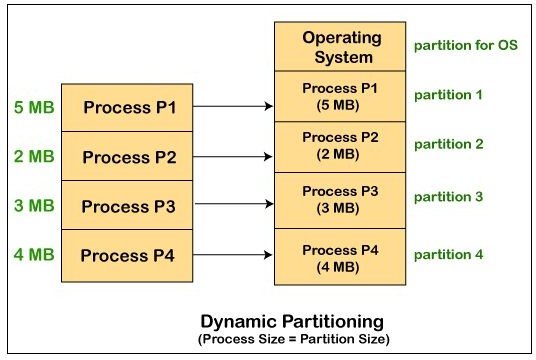 Operating
System
partition for OS
5 MB
Process P1
Process P1
(5 MB)
partition 1
2 MB
Process P2
Process P2
(2 MB)
partition 2
3 MB
Process P3
Process P3
(3 MB)
partition 3
4 MB
Process P4
Process P4
(4 MB)
partition 4
Dynamic Partitioning
(Process Size = Partition Size)